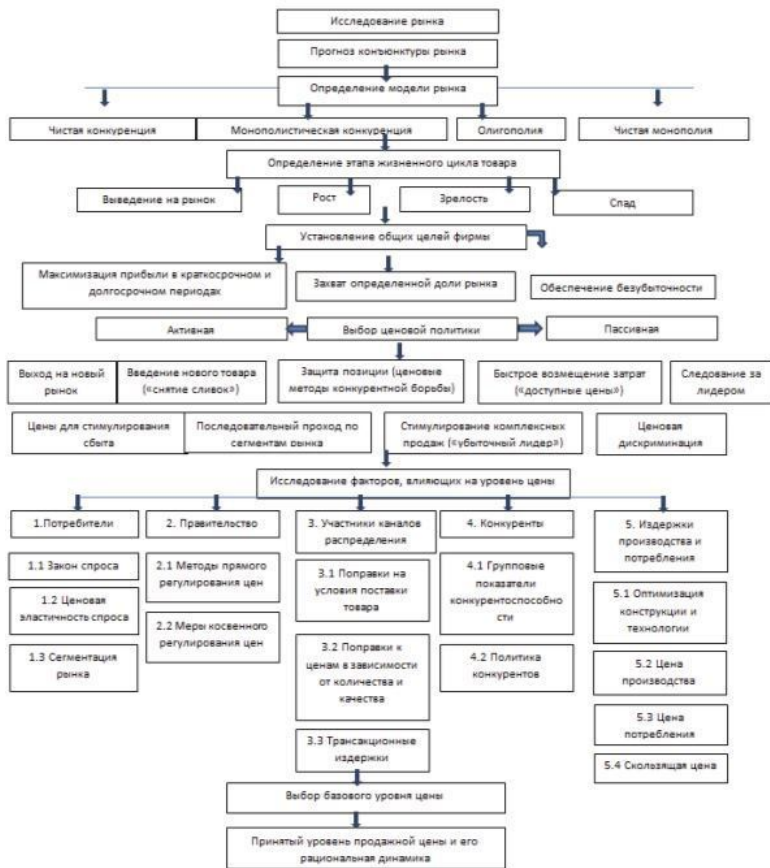 Исследование рынка
Прогноз конъюнктуры рынка
Определение модели рынка
Чистая конкуренция
Монополистическая конкуренция
Олигополия
Чистая монополия
Определение этапа жизненного цикла товара
Выведение на рынок
Рост
Зрелость
Спад
Установление общих целей фирмы
Максимизация прибыли в краткосрочном и
долгосрочном периодах
Захват определенной доли рынка
Обеспечение безубыточности
Активная
Выбор ценовой политики
Пассивная
Выход на новый
рынок
Введение нового товара
(«снятие сливок»)
Защита позиции (ценовые
методы конкурентной борьбы)
Быстрое возмещение затрат
(«доступные цены»)
Следование за
лидером
Цены для стимулирования
сбыта
Последовательный проход по
сегментам рынка
Стимулирование комплексных
продаж («убыточный лидер»)
Ценовая
дискриминация
Исследование факторов, влияющих на уровень цены
1.Потребители
1.1 Закон спроса
1.2 Ценовая
эластичность спроса
1.3 Сегментация
рынка
2. Правительство
2.1 Методы прямого
регулирования цен
2.2 Меры косвенного
регулирования цен
3. Участники каналов
распределения
3.1 Поправки на
условия поставки
товара
3.2 Поправки к
ценам в зависимости
от количества и
качества
3.3 Трансакционные
издержки
4. Конкуренты
4.1 Групповые
показатели
конкурентоспособно
сти
4.2 Политика
конкурентов
5. Издержки
производства и
потребления
5.1 Оптимизация
конструкции и
технологии
5.2 Цена
производства
5.3 Цена
потребления
5.4 Скользящая цена
Выбор базового уровня цены
Принятый уровень продажной цены и его
рациональная динамика